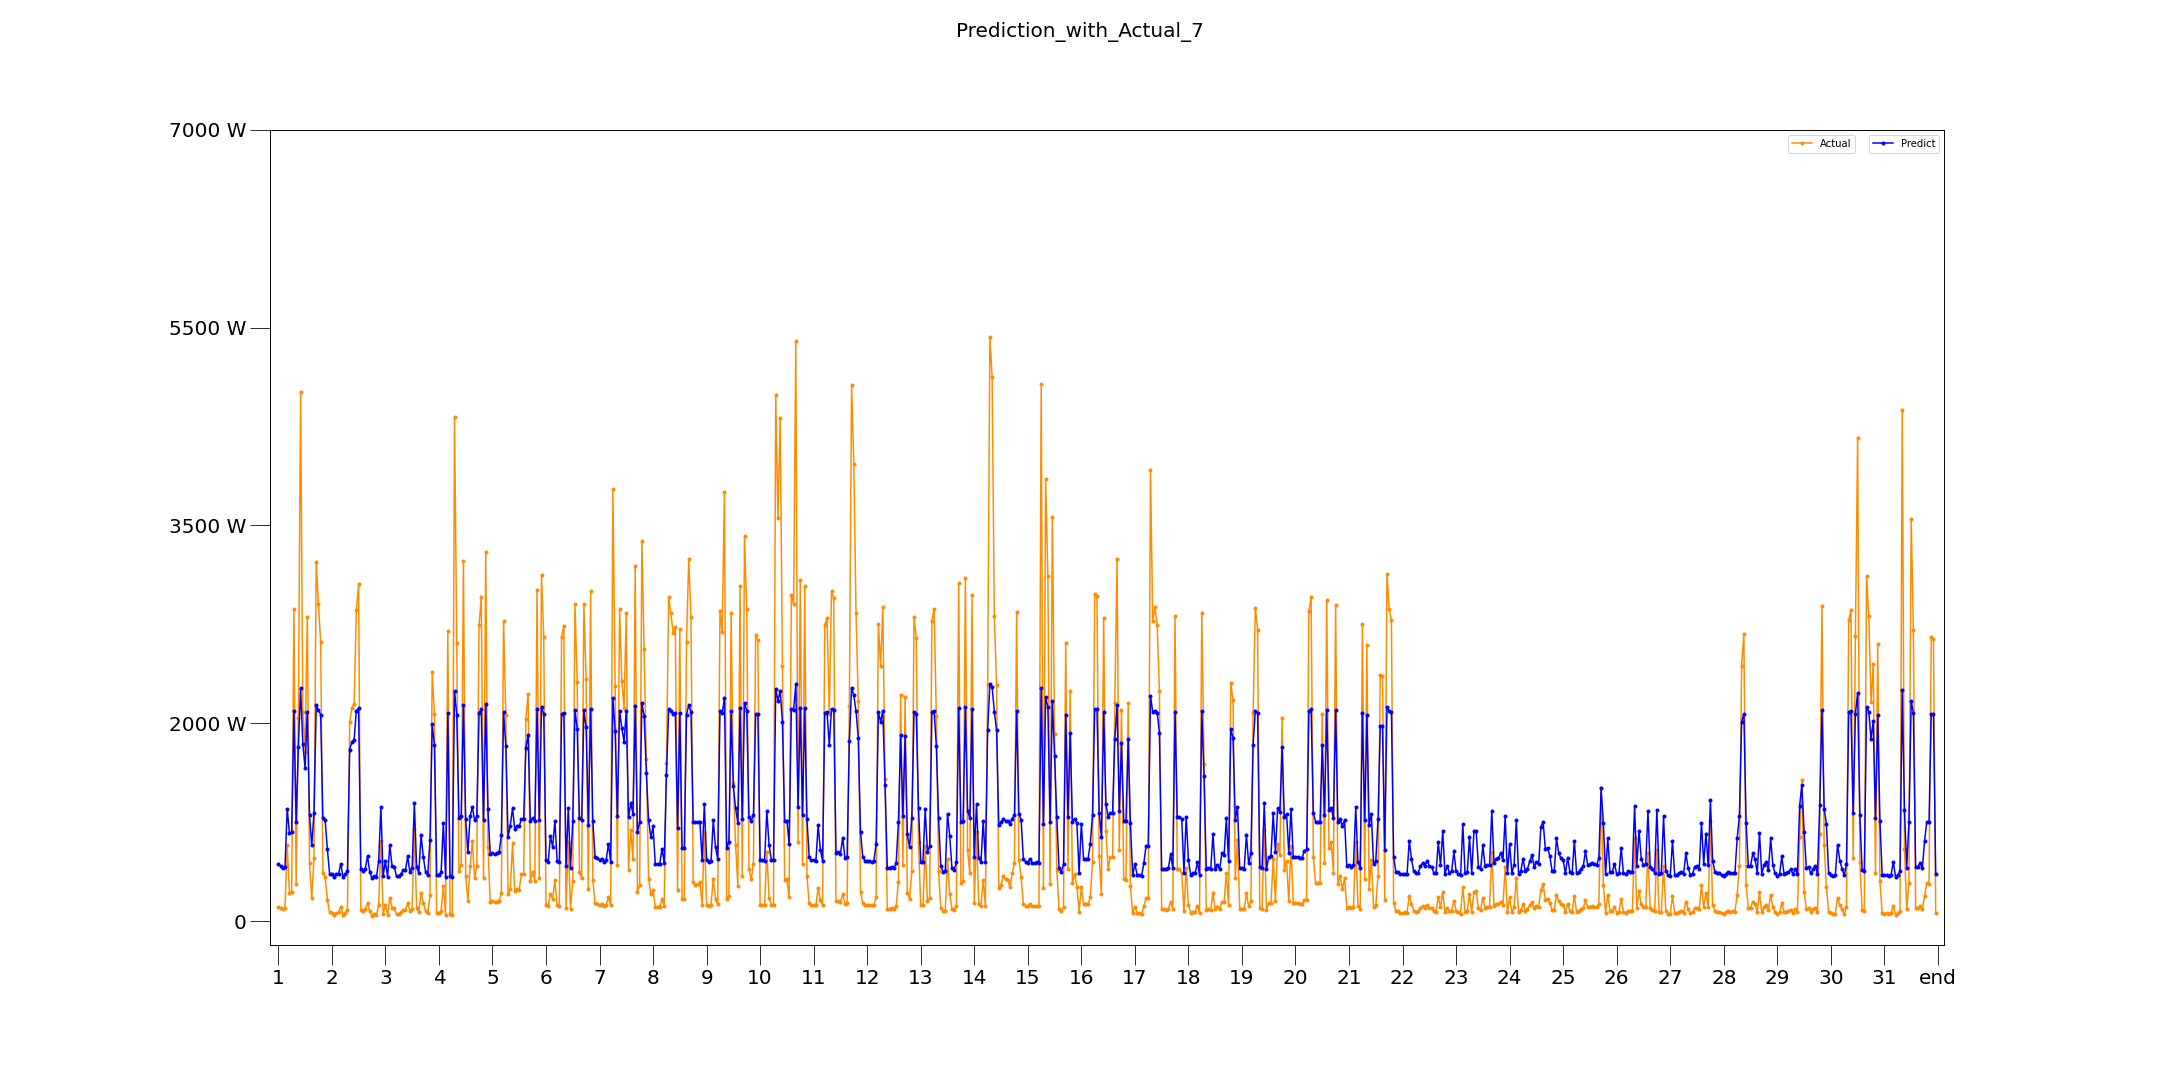 Prediction_with_Actual_7
7000 W
Actual Predict
5500 W
3500 W
2000 W
0
1 2 3 4 5 6 7 8 9 10 11 12 13 14 15 16 17 18 19 20 21 22 23 24 25 26 27 28 29 30 31 end